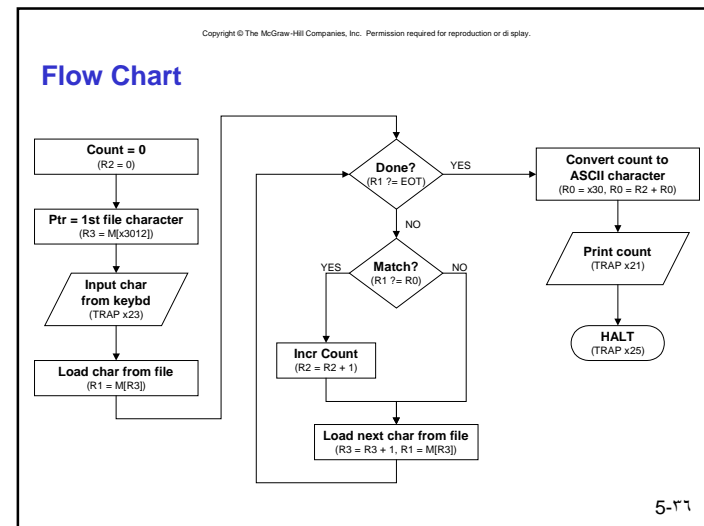 Copyright © The McGraw-Hill Companies, Inc. Permission required for reproduction or di splay.
Flow Chart
Count = 0
(R2 = 0)
Ptr = 1st file character
(R3 = M[x3012])
Input char
from keybd
(TRAP x23)
Load char from file
(R1 = M[R3])
Done?
(R1 ?= EOT)
YES
NO
Match?
(R1 ?= R0)
YES
NO
Incr Count
(R2 = R2 + 1)
Load next char from file
(R3 = R3 + 1, R1 = M[R3])
Convert count to
ASCII character
(R0 = x30, R0 = R2 + R0)
Print count
(TRAP x21)
HALT
(TRAP x25)
5-٣٦